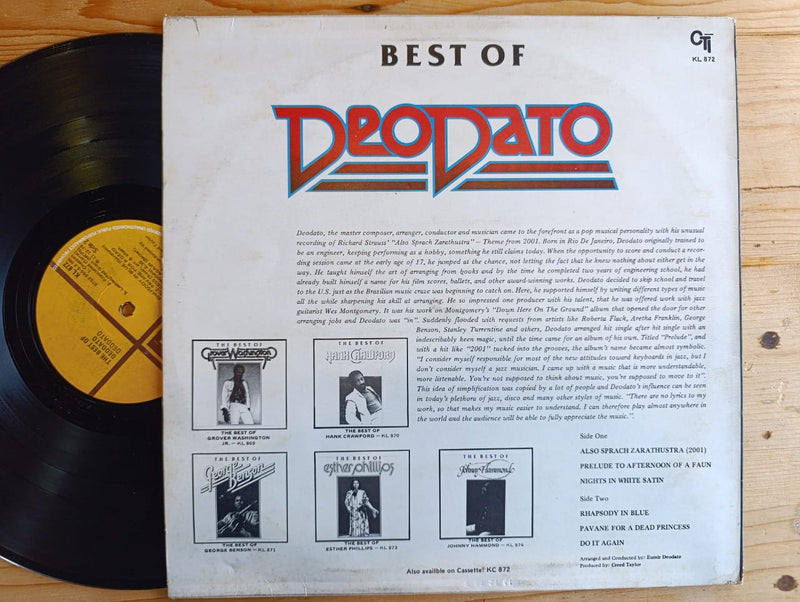 BEST OF
CTI
KL 872
DEODATO
Deodato, the master composer, arranger, conductor and musician came to the forefront as a pop musical personality with his unusual
recording of Richard Strauss' "Also Sprach Zarathustra" — Theme from 2001. Born in Rio De Janeiro, Deodato originally trained to
be an engineer, keeping performing as a hobby, something he still claims today. When the opportunity to score and conduct a recor-
ding session came at the early age of 17, he jumped at the chance, not letting the fact that he knew nothing about either get in the
way. He taught himself the art of arranging from books and by the time he completed two years of engineering school, he had
already built himself a name for his film scores, ballets, and other award-winning works. Deodato decided to skip school and travel
to the U.S. just as the Brazilian music craze was beginning to catch on. Here, he supported himself by writing different types of music
all the while sharpening his skill at arranging. He so impressed one producer with his talent, that he was offered work with jazz
guitarist Wes Montgomery. It was his work on Montgomery's "Down Here On The Ground" album that opened the door for other
arranging jobs and Deodato was "in". Suddenly flooded with requests from artists like Roberta Flack, Aretha Franklin, George
Benson, Stanley Turrentine and others, Deodato arranged hit single after hit single with an
indescribably keen magic, until the time came for an album of his own. Titled "Prelude", and
with a hit like "2001" tucked into the grooves, the album's name became almost symbolic.
"I consider myself responsible for most of the new attitudes toward keyboards in jazz, but I
don't consider myself a jazz musician. I came up with a music that is more understandable,
more listenable. You're not supposed to think about music, you're supposed to move to it".
This idea of simplification was copied by a lot of people and Deodato's influence can be seen
in today's plethora of jazz, disco and many other styles of music. "There are no lyrics to my
work, so that makes my music easier to understand. I can therefore play almost anywhere in
the world and the audience will be able to fully appreciate the music.".
THE BEST OF
Grover Washington
THE BEST OF
GROVER WASHINGTON
JR. — KL 869
THE BEST OF
HANK CRAWFORD
THE BEST OF
HANK CRAWFORD — KL 870
THE BEST OF
George Benson
THE BEST OF
GEORGE BENSON — KL 871
THE BEST OF
esther phillips
THE BEST OF
ESTHER PHILLIPS — KL 873
THE BEST OF
Johnny Hammond
THE BEST OF
JOHNNY HAMMOND — KL 874
Side One
ALSO SPRACH ZARATHUSTRA (2001)
PRELUDE TO AFTERNOON OF A FAUN
NIGHTS IN WHITE SATIN
Side Two
RHAPSODY IN BLUE
PAVANE FOR A DEAD PRINCESS
DO IT AGAIN
Arranged and Conducted by: Eumir Deodato
Produced by: Creed Taylor
Also availble on Cassette! KC 872
THE BEST OF
DEODATO
DEODATO
KL 872